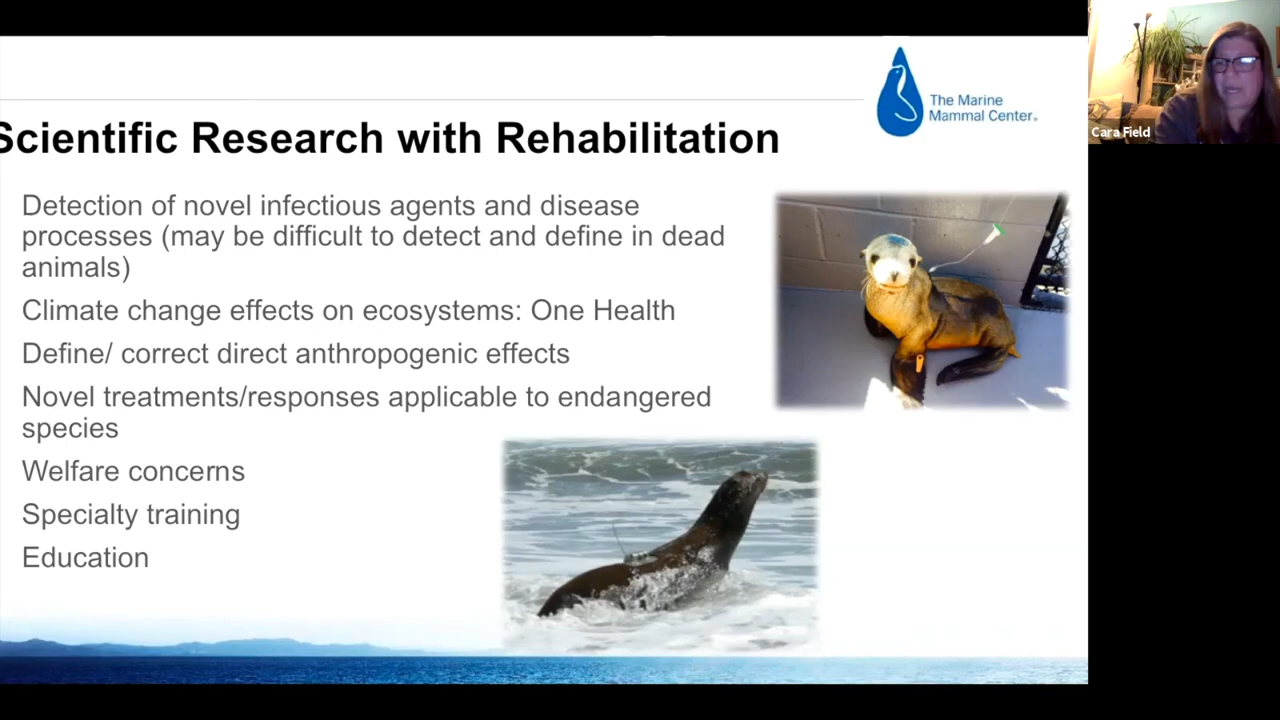 The Marine
Mammal Center®
Cara Field
Scientific Research with Rehabilitation
Detection of novel infectious agents and disease
processes (may be difficult to detect and define in dead
animals)
Climate change effects on ecosystems: One Health
Define/ correct direct anthropogenic effects
Novel treatments/responses applicable to endangered
species
Welfare concerns
Specialty training
Education